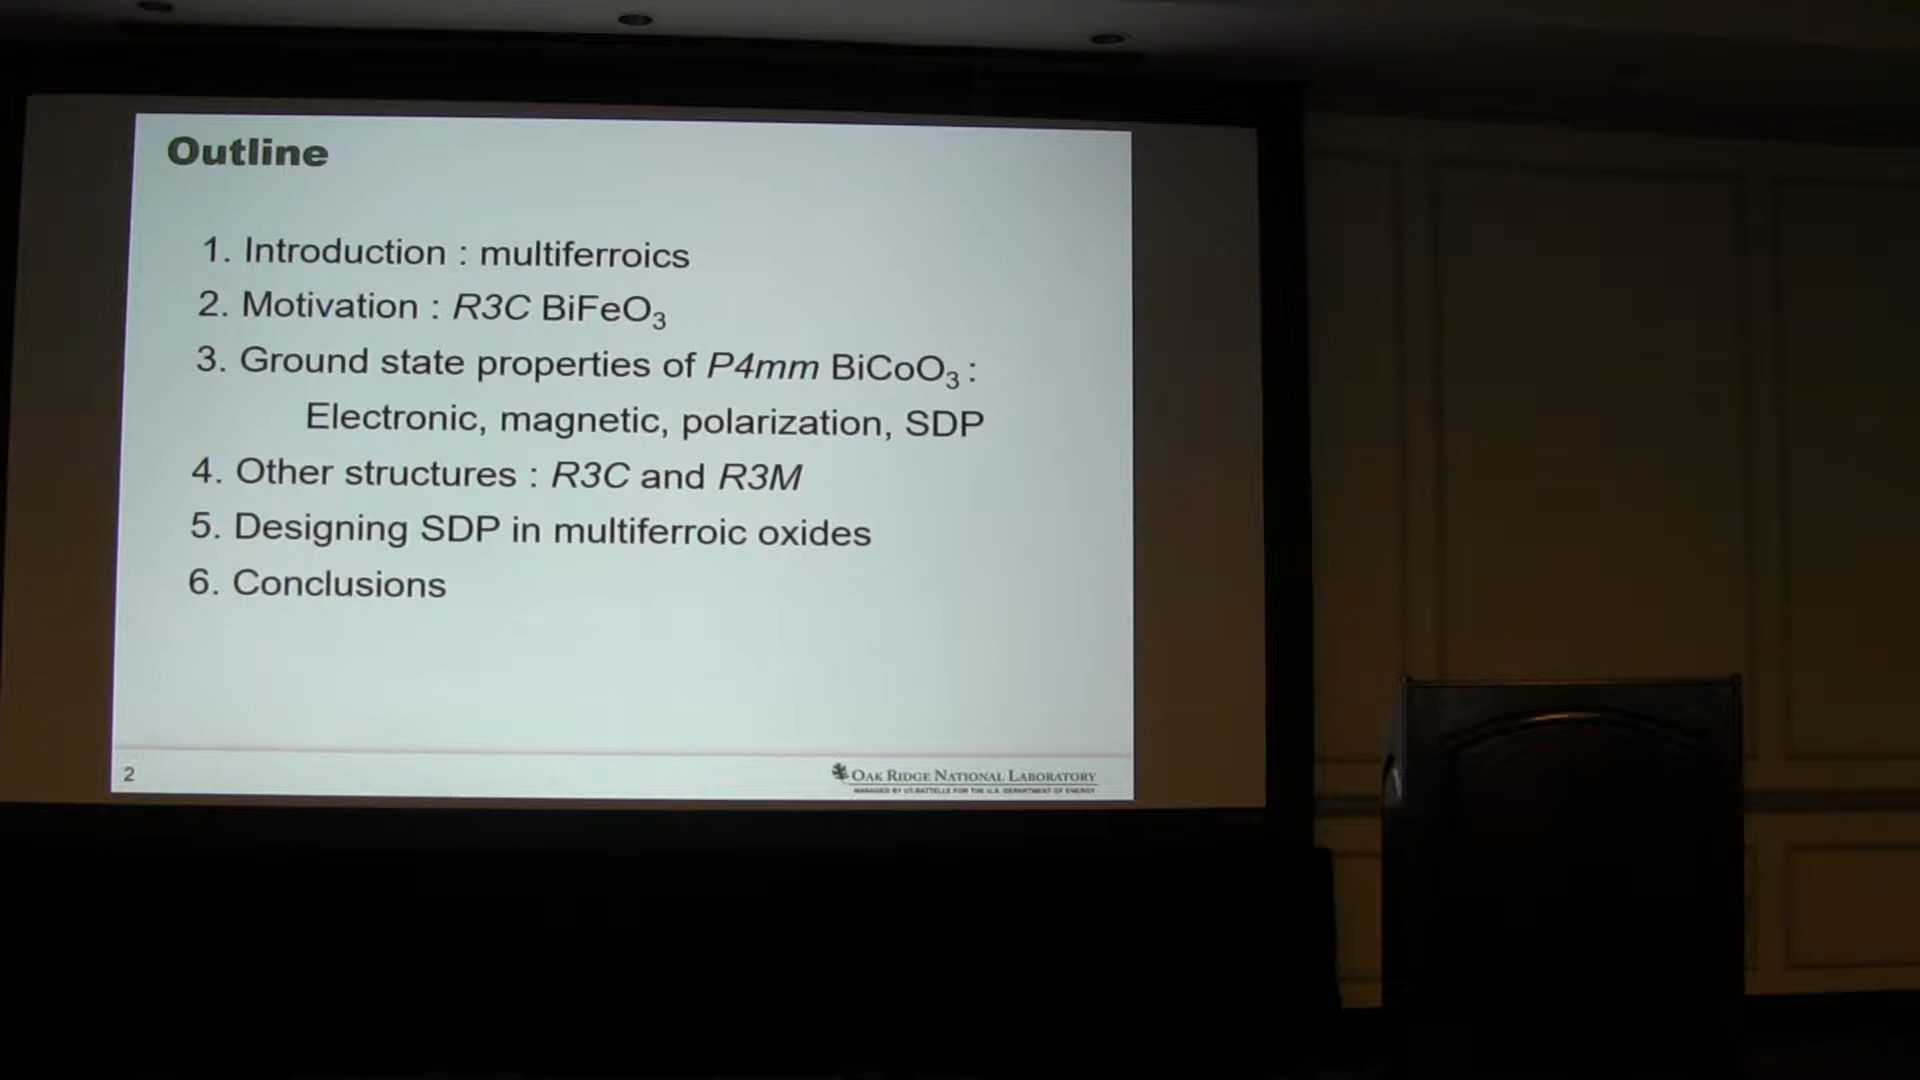 Outline
1. Introduction : multiferroics
2. Motivation : R3C BiFeO₃
3. Ground state properties of P4mm BiCoO₃ :
Electronic, magnetic, polarization, SDP
4. Other structures : R3C and R3M
5. Designing SDP in multiferroic oxides
6. Conclusions
2
OAK RIDGE NATIONAL LABORATORY
MANAGED BY UT-BATTELLE FOR THE U.S. DEPARTMENT OF ENERGY